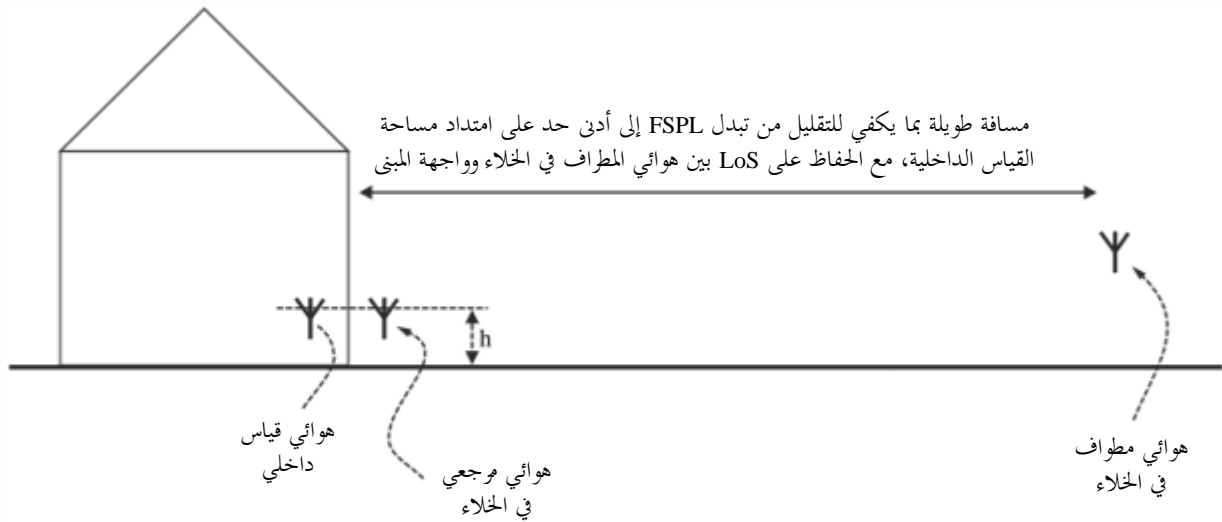 مسافة طويلة بما يكفي للتقليل من تبدل FSPL إلى أدنى حد على امتداد مساحة
القياس الداخلية، مع الحفاظ على LoS بين هوائي المطراف في الخلاء وواجهة المبنى
h
هوائي قياس
داخلي
هوائي مرجعي
في الخلاء
هوائي مطواف
في الخلاء